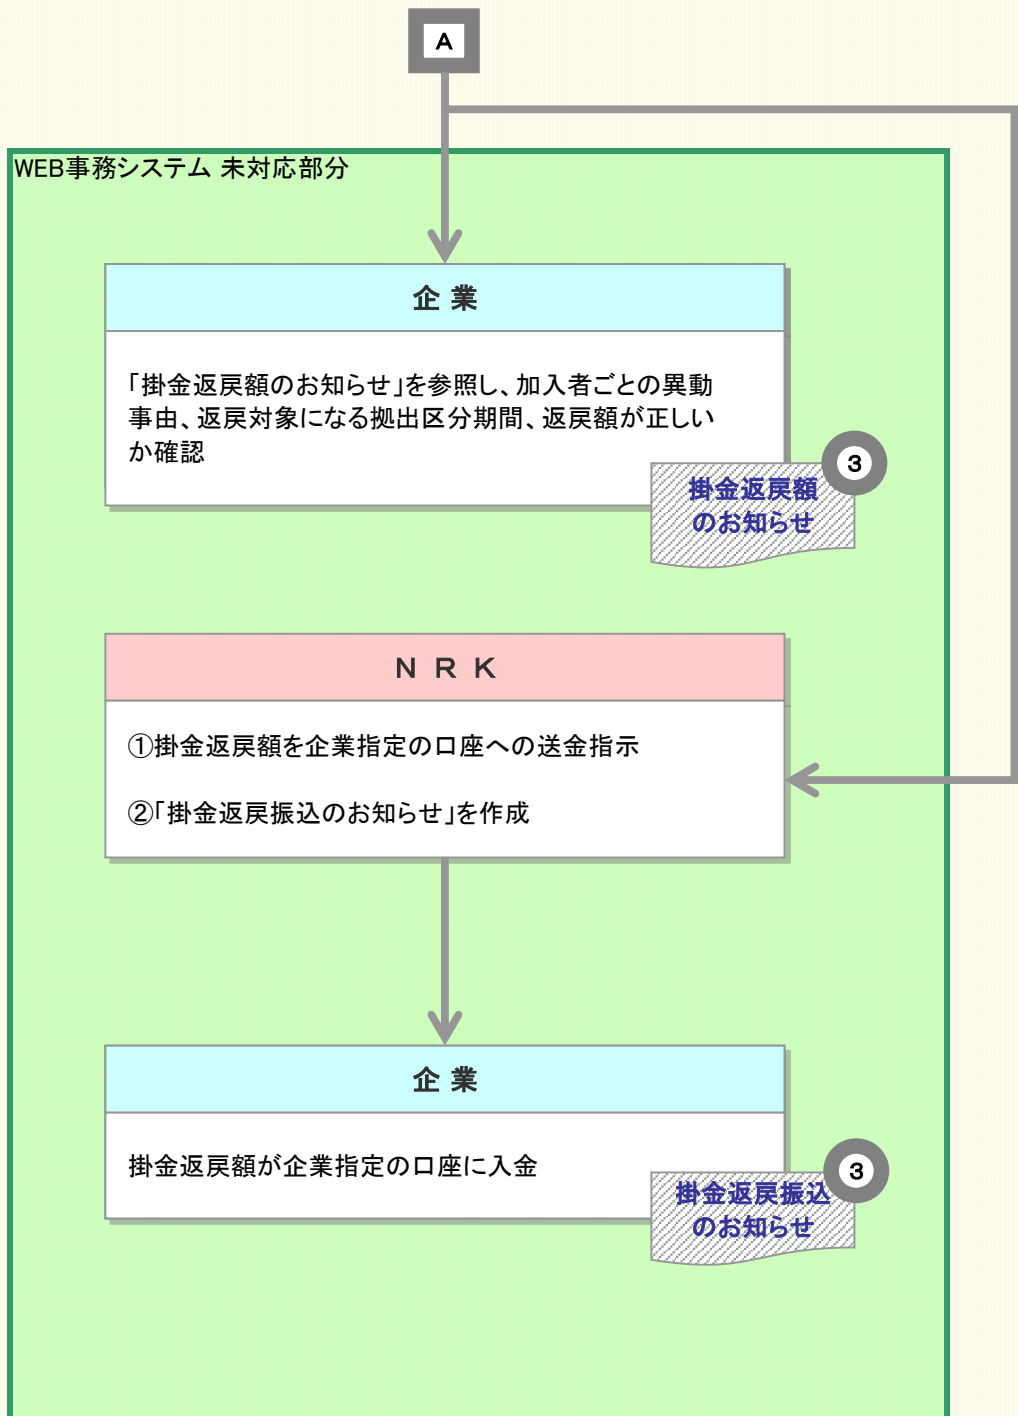 A
WEB事務システム 未対応部分
企 業
「掛金返戻額のお知らせ」を参照し、加入者ごとの異動
事由、返戻対象になる拠出区分期間、返戻額が正しい
か確認
3
掛金返戻額
のお知らせ
N R K
①掛金返戻額を企業指定の口座への送金指示
②「掛金返戻振込のお知らせ」を作成
企 業
掛金返戻額が企業指定の口座に入金
3
掛金返戻振込
のお知らせ